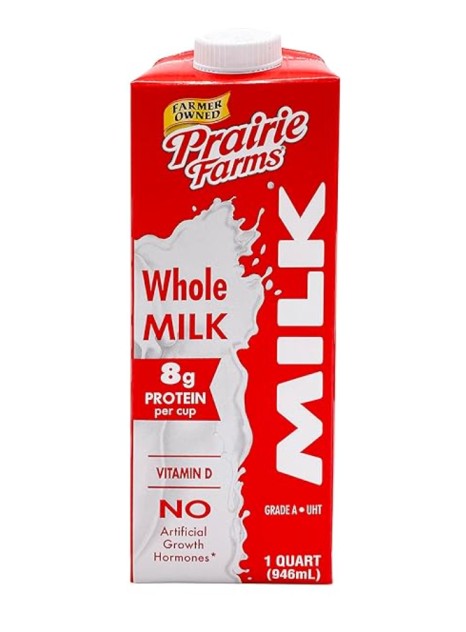 FARMER
OWNED
Prairie
Farms
MILK
Whole
MILK
8g
PROTEIN
per cup
VITAMIN D
NO
Artificial
Growth
Hormones*
GRADE A • UHT
1 QUART
(946mL)